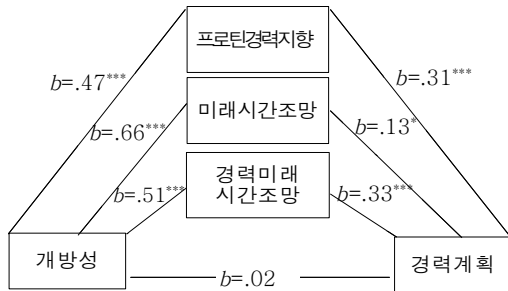 프로틴경력지향
b=.47***
b=.31***
미래시간조망
b=.66***
b=.13*
경력미래
시간조망
b=.51***
b=.33***
개방성
경력계획
b=.02